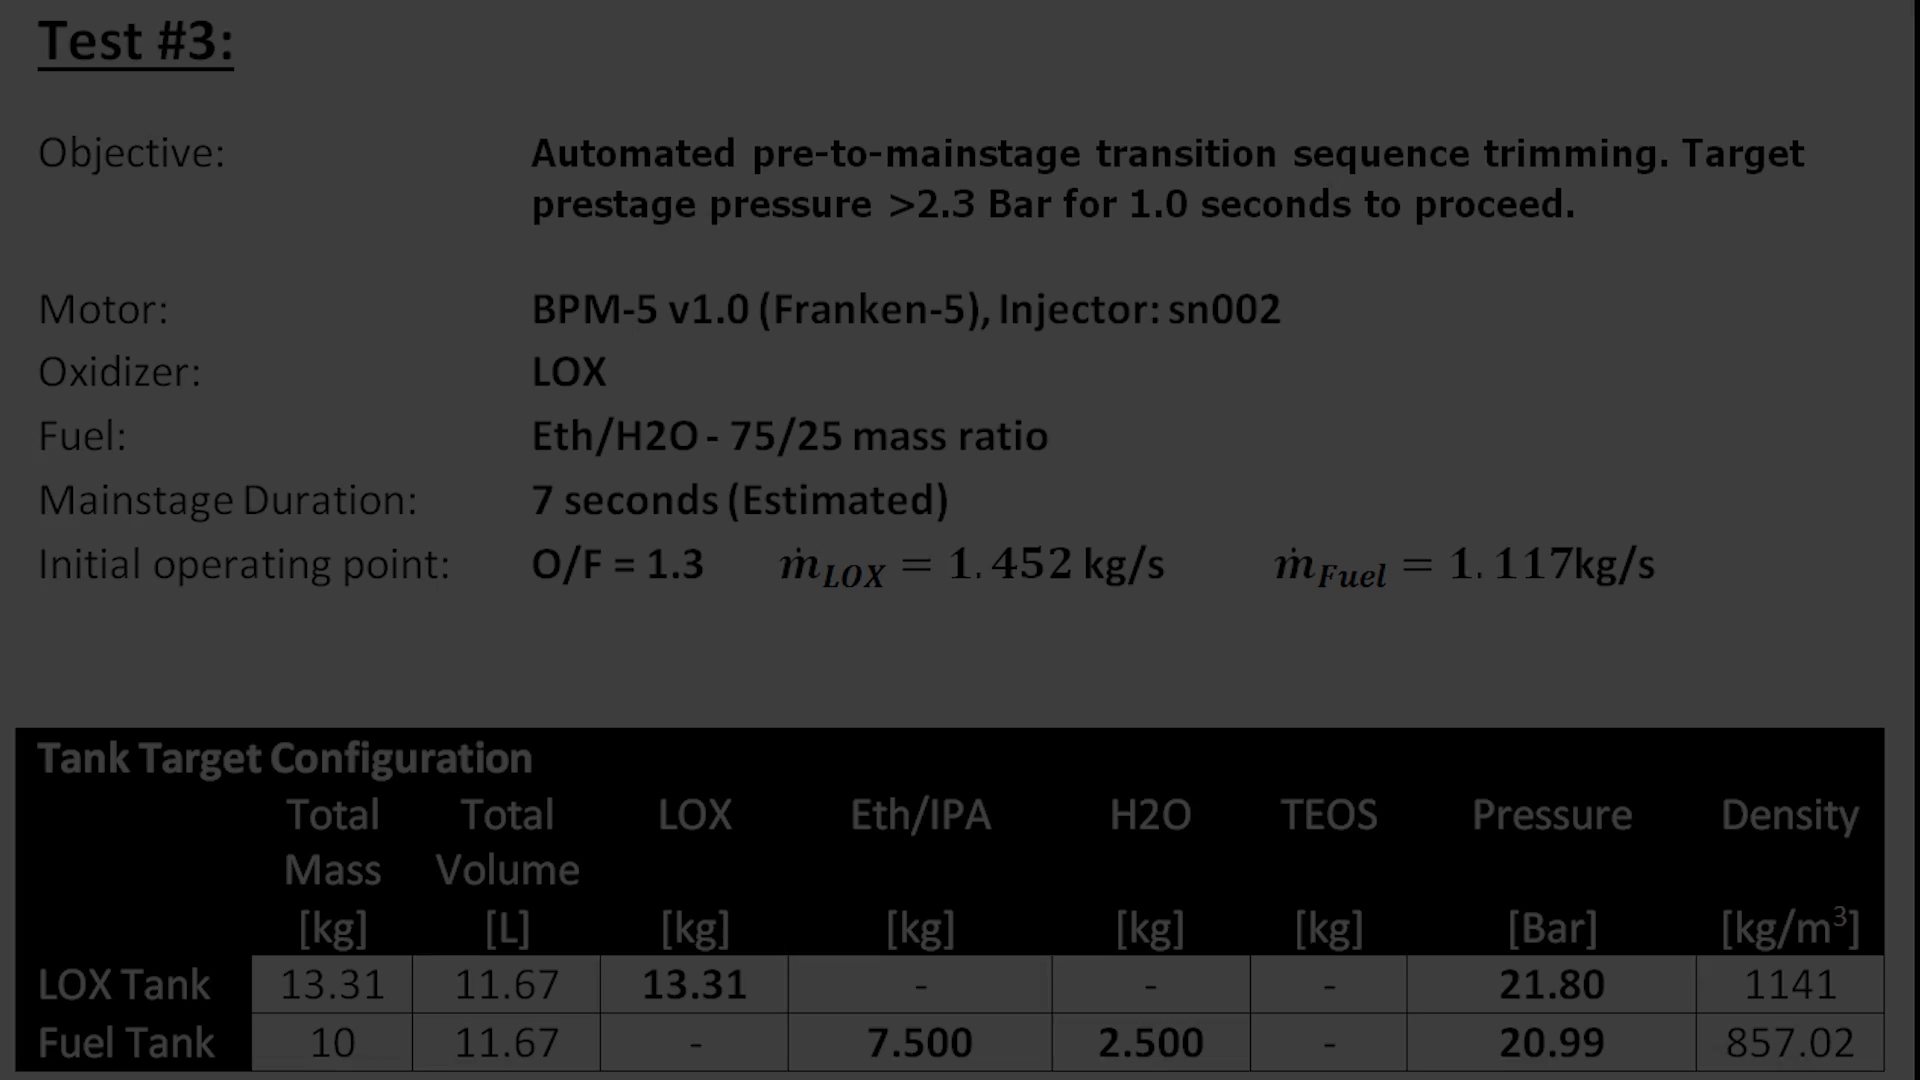 Test #3:
Objective: Automated pre-to-mainstage transition sequence trimming. Target
prestage pressure >2.3 Bar for 1.0 seconds to proceed.
Motor: BPM-5 v1.0 (Franken-5), Injector: sn002
Oxidizer: LOX
Fuel: Eth/H2O - 75/25 mass ratio
Mainstage Duration: 7 seconds (Estimated)
Initial operating point: O/F = 1.3 ṁ_LOX = 1.452 kg/s ṁ_Fuel = 1.117kg/s
Tank Target Configuration
Total Total LOX Eth/IPA H2O TEOS Pressure Density
Mass Volume
[kg] [L] [kg] [kg] [kg] [kg] [Bar] [kg/m³]
LOX Tank 13.31 11.67 13.31 - - - 21.80 1141
Fuel Tank 10 11.67 - 7.500 2.500 - 20.99 857.02